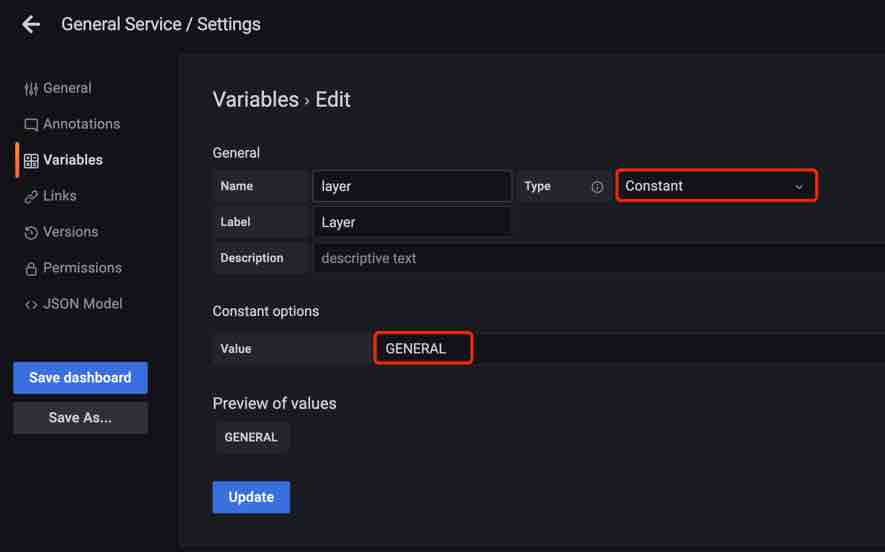 General Service / Settings
General
Annotations
Variables
Links
Versions
Permissions
JSON Model
Save dashboard
Save As...
Variables › Edit
General
Name layer Type Constant
Label Layer
Description descriptive text
Constant options
Value GENERAL
Preview of values
GENERAL
Update